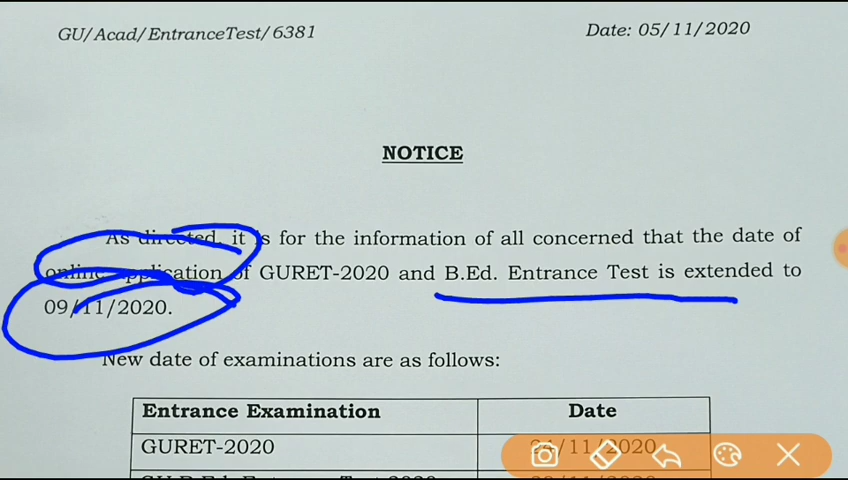 GU/Acad/EntranceTest/6381 Date: 05/11/2020
NOTICE
As directed, it is for the information of all concerned that the date of
online application of GURET-2020 and B.Ed. Entrance Test is extended to
09/11/2020.
New date of examinations are as follows:
Entrance Examination Date
GURET-2020 /11/2020